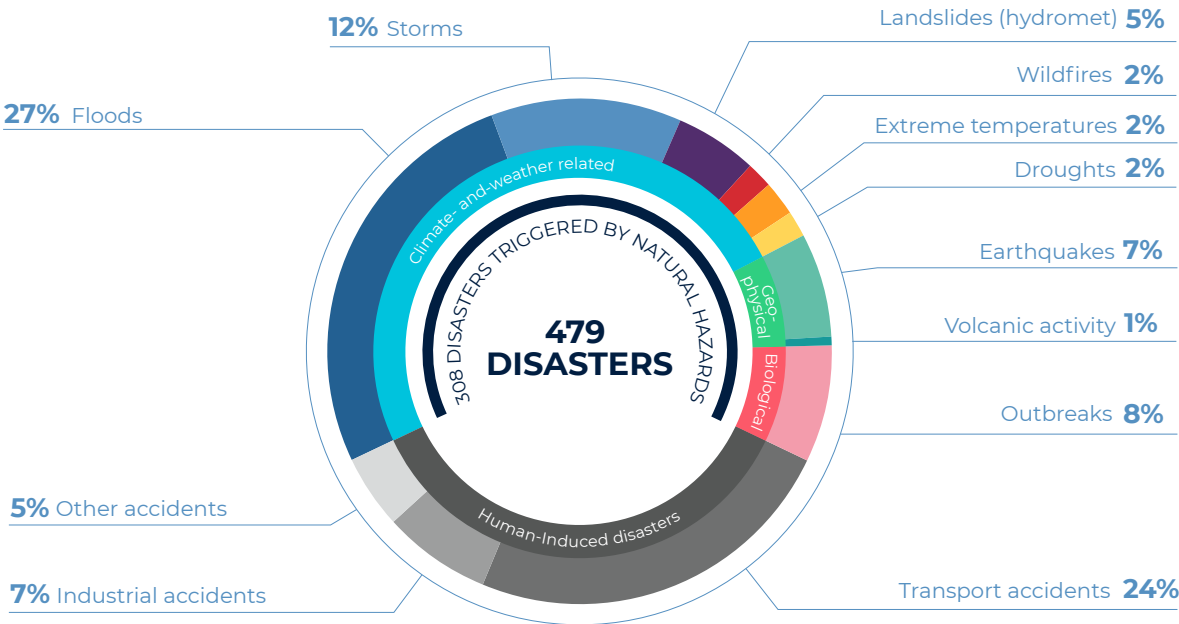 12% Storms
27% Floods
Landslides (hydromet) 5%
Wildfires 2%
Extreme temperatures 2%
Droughts 2%
Earthquakes 7%
Volcanic activity 1%
Outbreaks 8%
Transport accidents 24%
5% Other accidents
7% Industrial accidents
Climate- and-weather related
Geo-
physical
Biological
Human-Induced disasters
308 DISASTERS TRIGGERED BY NATURAL HAZARDS
479
DISASTERS